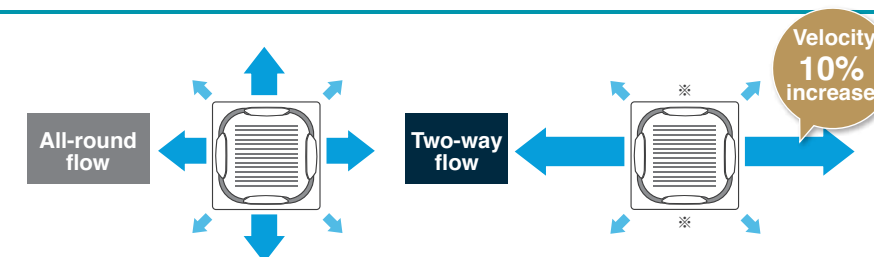 Velocity
10%
increase
※
All-round
flow
Two-way
flow
※